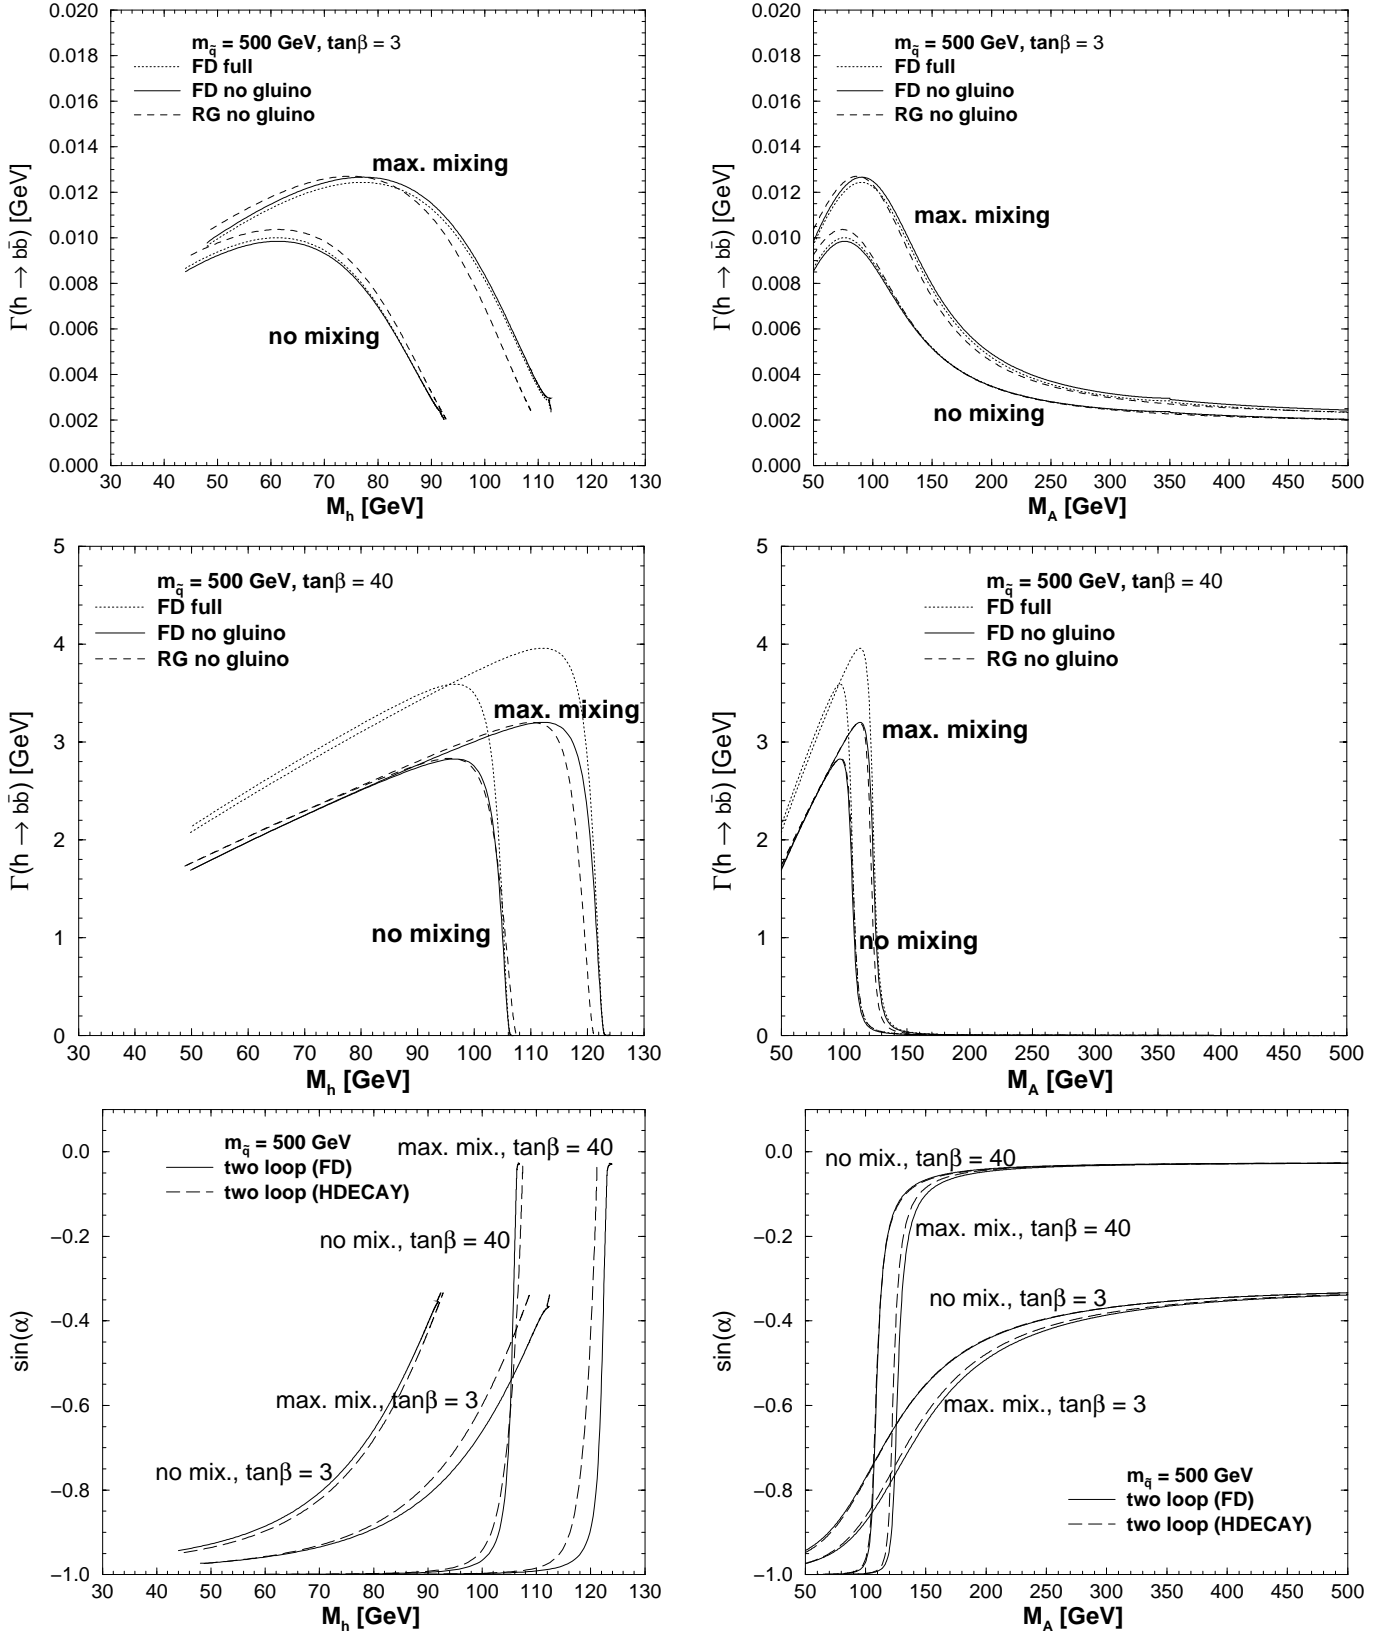 0.020
0.018
0.016
0.014
0.012
0.010
0.008
0.006
0.004
0.002
0.000
Γ(h → bb̄) [GeV]
m_q̃ = 500 GeV, tanβ = 3
FD full
FD no gluino
RG no gluino
max. mixing
no mixing
30 40 50 60 70 80 90 100 110 120 130
M_h [GeV]
0.020
0.018
0.016
0.014
0.012
0.010
0.008
0.006
0.004
0.002
0.000
Γ(h → bb̄) [GeV]
m_q̃ = 500 GeV, tanβ = 3
FD full
FD no gluino
RG no gluino
max. mixing
no mixing
50 100 150 200 250 300 350 400 450 500
M_A [GeV]
5
4
3
2
1
0
Γ(h → bb̄) [GeV]
m_q̃ = 500 GeV, tanβ = 40
FD full
FD no gluino
RG no gluino
max. mixing
no mixing
30 40 50 60 70 80 90 100 110 120 130
M_h [GeV]
5
4
3
2
1
0
Γ(h → bb̄) [GeV]
m_q̃ = 500 GeV, tanβ = 40
FD full
FD no gluino
RG no gluino
max. mixing
no mixing
50 100 150 200 250 300 350 400 450 500
M_A [GeV]
0.0
−0.2
−0.4
−0.6
−0.8
−1.0
sin(α)
m_q̃ = 500 GeV
two loop (FD)
two loop (HDECAY)
max. mix., tanβ = 40
no mix., tanβ = 40
max. mix., tanβ = 3
no mix., tanβ = 3
30 40 50 60 70 80 90 100 110 120 130
M_h [GeV]
0.0
−0.2
−0.4
−0.6
−0.8
−1.0
sin(α)
no mix., tanβ = 40
max. mix., tanβ = 40
no mix., tanβ = 3
max. mix., tanβ = 3
m_q̃ = 500 GeV
two loop (FD)
two loop (HDECAY)
50 100 150 200 250 300 350 400 450 500
M_A [GeV]